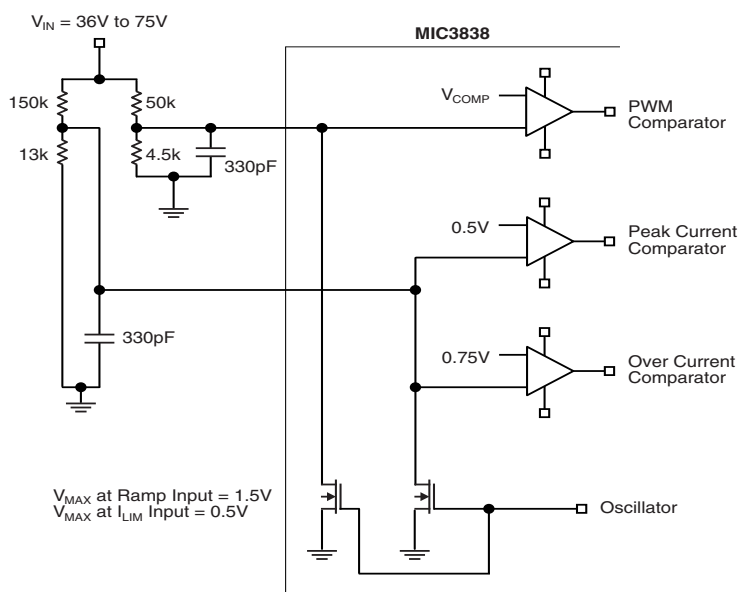 V_IN = 36V to 75V
MIC3838
150k
50k
V_COMP
PWM
Comparator
13k
4.5k
330pF
0.5V
Peak Current
Comparator
330pF
0.75V
Over Current
Comparator
V_MAX at Ramp Input = 1.5V
V_MAX at I_LIM Input = 0.5V
Oscillator